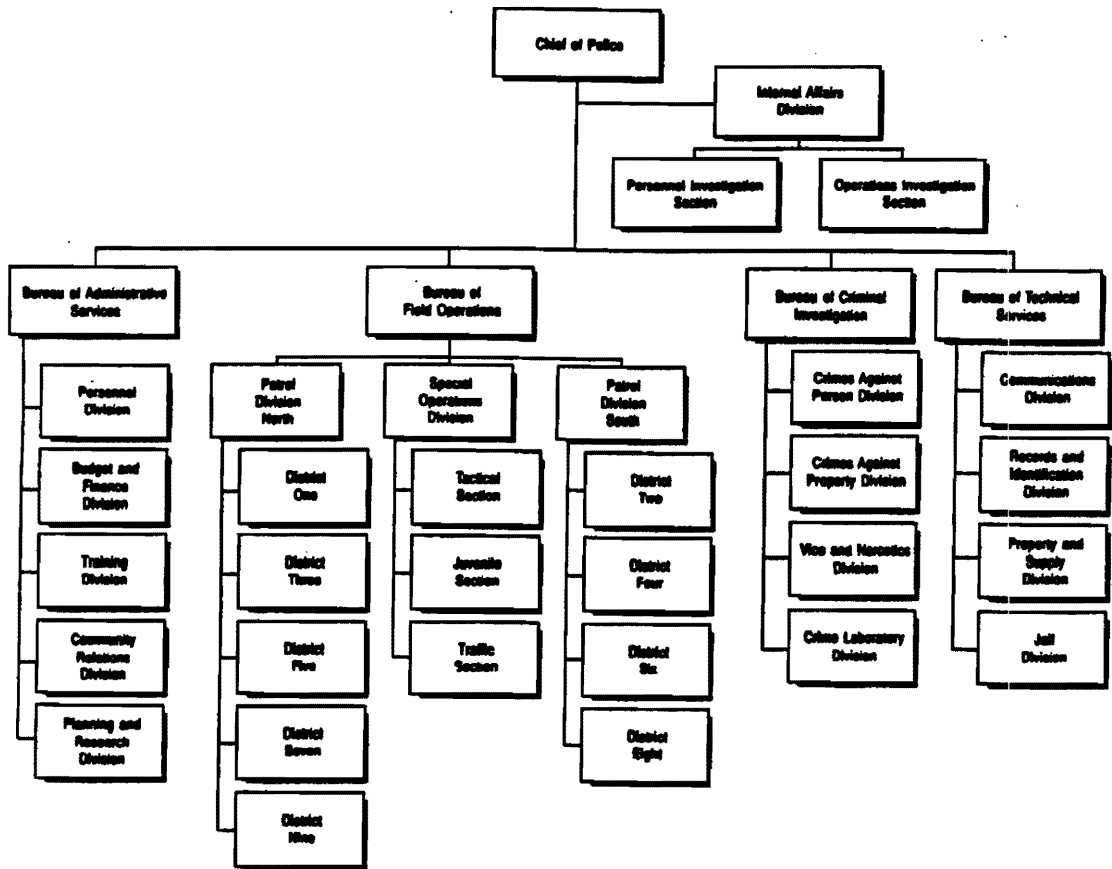 Chief of Police
Internal Affairs
Division
Personnel Investigation
Section
Operations Investigation
Section
Bureau of Administrative
Services
Bureau of
Field Operations
Bureau of Criminal
Investigation
Bureau of Technical
Services
Personnel
Division
Budget and
Finance
Division
Training
Division
Community
Relations
Division
Planning and
Research
Division
Patrol
Division
North
District
One
District
Three
District
Five
District
Seven
District
Nine
Special
Operations
Division
Tactical
Section
Juvenile
Section
Traffic
Section
Patrol
Division
South
District
Two
District
Four
District
Six
District
Eight
Crimes Against
Person Division
Crimes Against
Property Division
Vice and Narcotics
Division
Crime Laboratory
Division
Communications
Division
Records and
Identification
Division
Property and
Supply
Division
Jail
Division